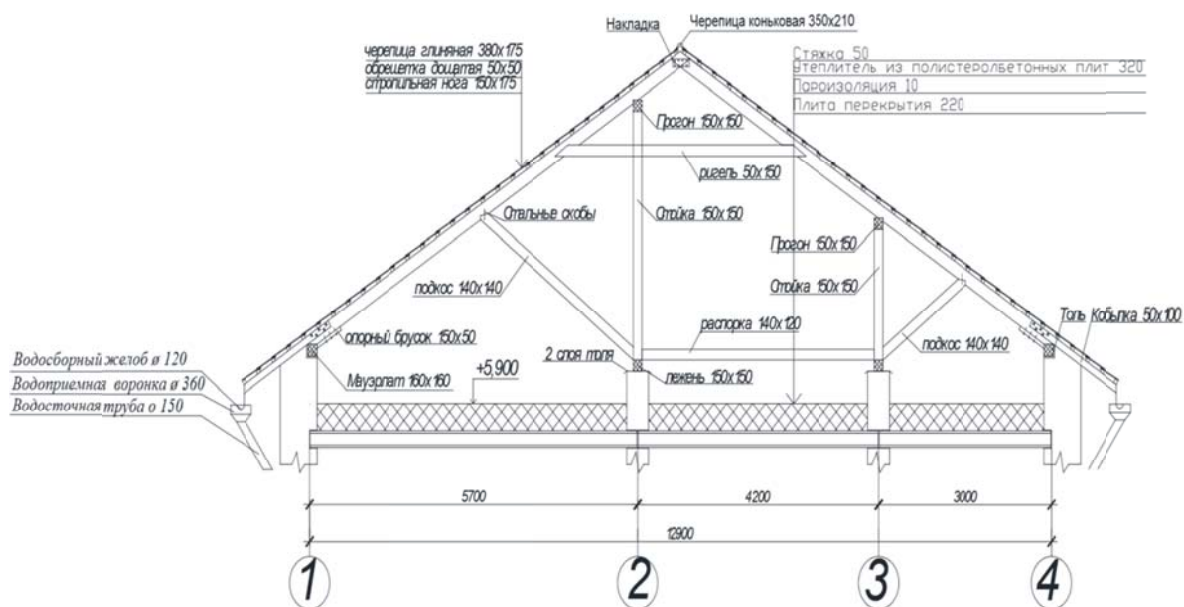 Накладка
Черепица коньковая 350х210
черепица глиняная 380х175
обрешетка дощатая 50х50
стропильная нога 150х175
Стяжка 50
Утеплитель из полистеролбетонных плит 320
Пароизоляция 10
Плита перекрытия 220
Прогон 150х150
ригель 50х150
Стальные скобы
Стойка 150х150
Прогон 150х150
подкос 140х140
Стойка 150х150
опорный брусок 150х50
распорка 140х120
Толь
Кобылка 50х100
подкос 140х140
Водосборный желоб ø 120
2 слоя толя
Водоприемная воронка ø 360
Мауэрлат 160х160
+5,900
лежень 150х150
Водосточная труба о 150
5700
4200
3000
12900
1
2
3
4